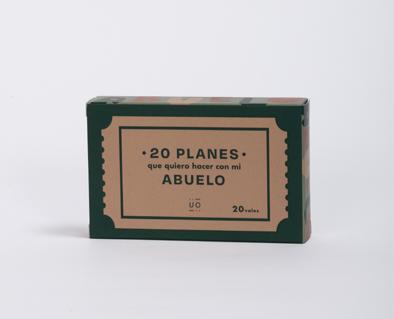 • 20 PLANES •
que quiero hacer con mi
ABUELO
UO
20 vales